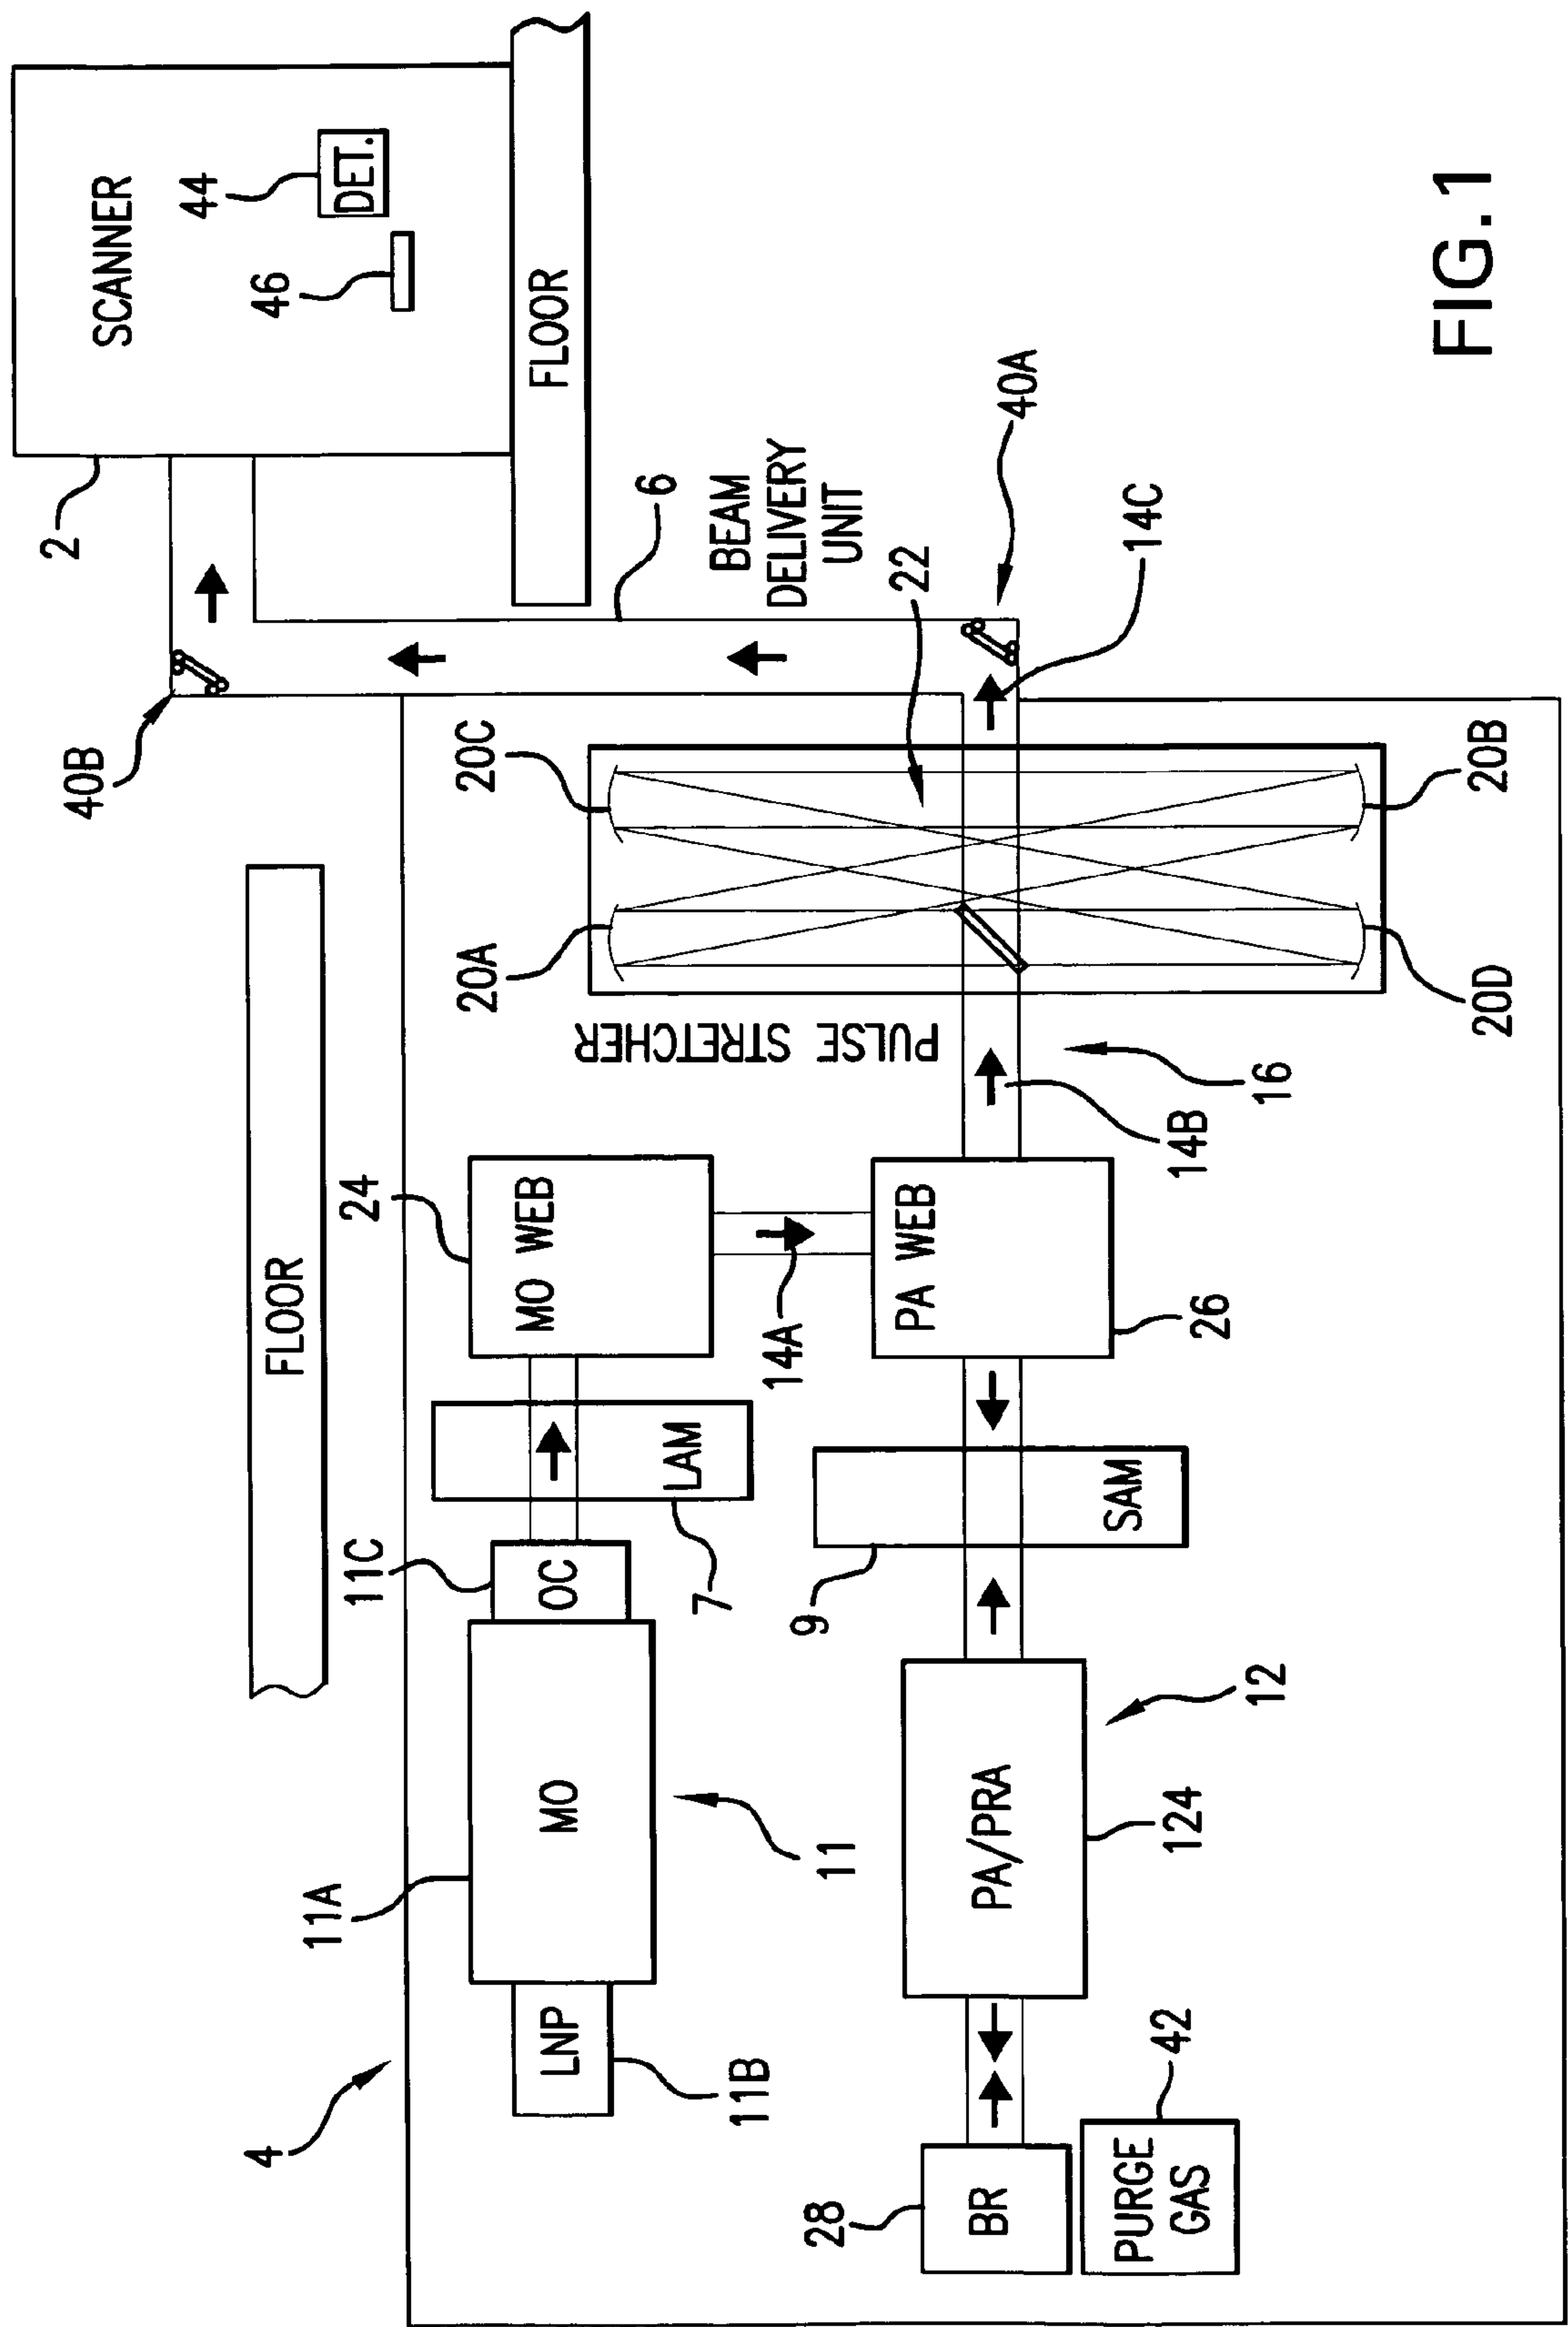 2
SCANNER
44
DET.
46
FLOOR
40B
6
BEAM
DELIVERY
UNIT
40A
14C
22
20C
20A
20B
20D
PULSE STRETCHER
16
14B
FLOOR
24
MO WEB
14A
PA WEB
26
LAM
7
SAM
9
11C
OC
MO
11A
11
LNP
11B
4
12
PA/PRA
124
28
BR
42
PURGE
GAS
FIG.1